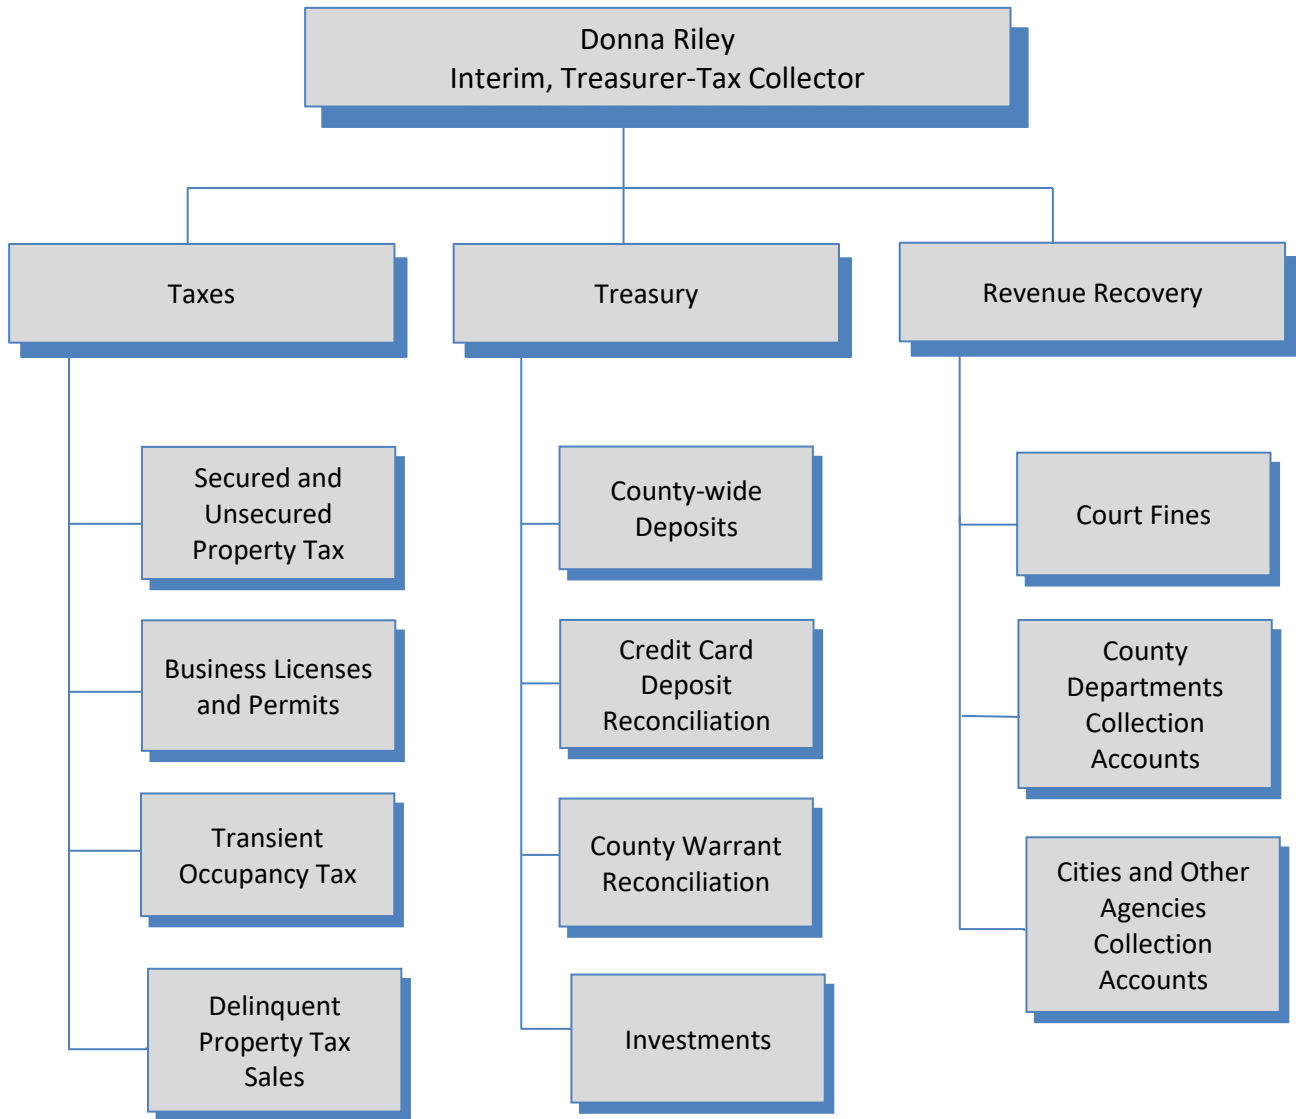 Donna Riley
Interim, Treasurer-Tax Collector
Taxes
Treasury
Revenue Recovery
Secured and
Unsecured
Property Tax
Business Licenses
and Permits
Transient
Occupancy Tax
Delinquent
Property Tax
Sales
County-wide
Deposits
Credit Card
Deposit
Reconciliation
County Warrant
Reconciliation
Investments
Court Fines
County
Departments
Collection
Accounts
Cities and Other
Agencies
Collection
Accounts